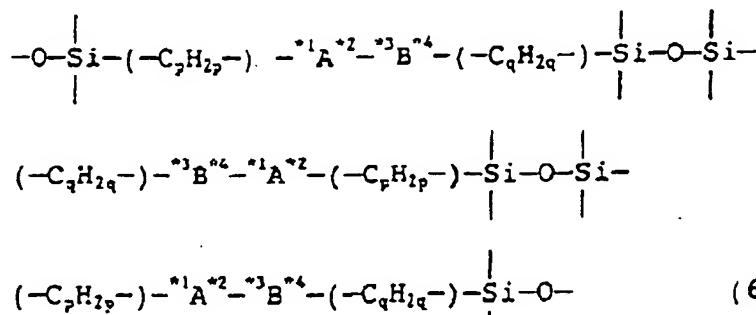 —O—Si—(—CpH2p—) —*1A*2—*3B*4—(—CqH2q—)—Si—O—Si—
(—CqH2q—)—*3B*4—*1A*2—(—CpH2p—)—Si—O—Si—
(—CpH2p—)—*1A*2—*3B*4—(—CqH2q—)—Si—O— (6